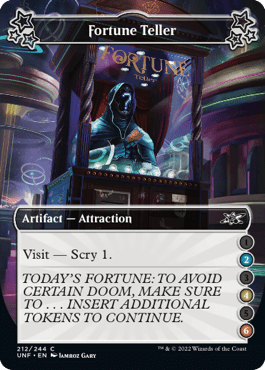 Fortune Teller
FORTUNE
Teller
Artifact — Attraction
Visit — Scry 1.
TODAY'S FORTUNE: TO AVOID
CERTAIN DOOM, MAKE SURE
TO . . . INSERT ADDITIONAL
TOKENS TO CONTINUE.
1
2
3
4
5
6
212/244 C
UNF • EN Jarosz Gary
™ & © 2022 Wizards of the Coast